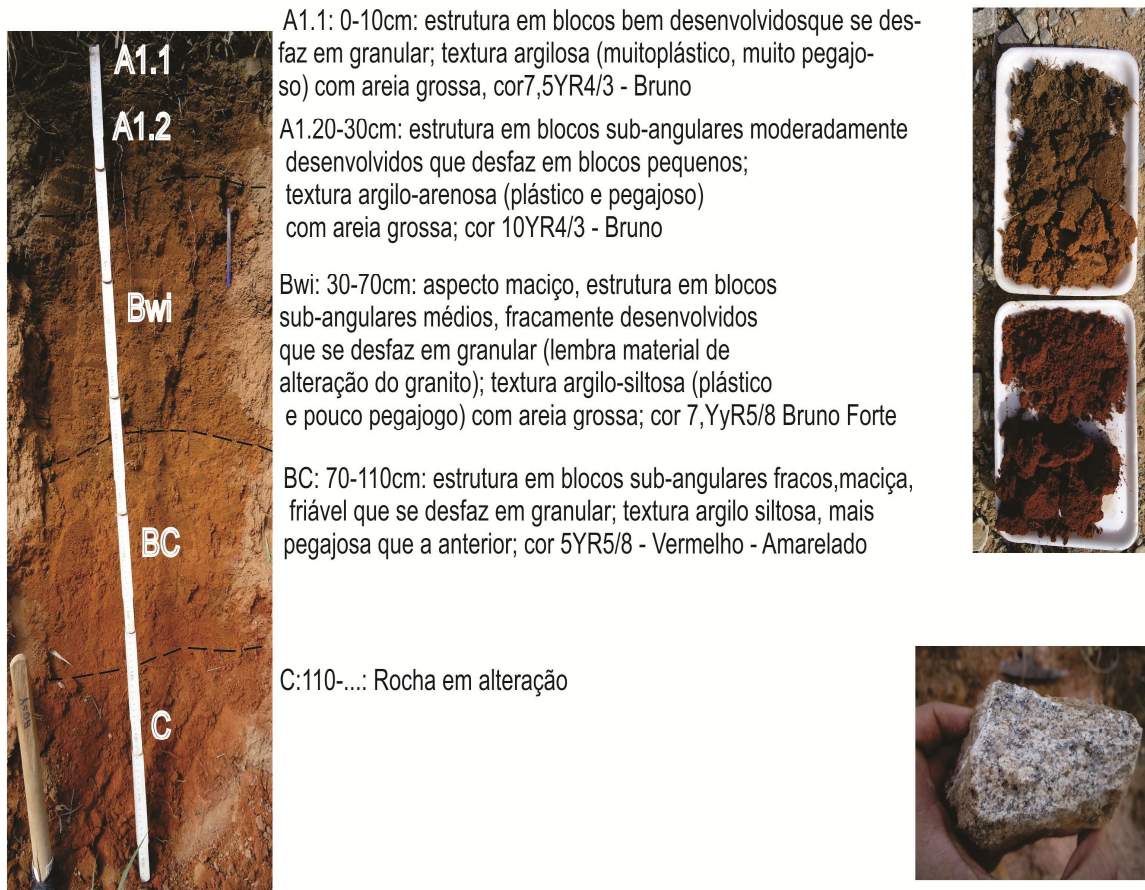 A1.1
A1.2
Bwi
BC
C
A1.1: 0-10cm: estrutura em blocos bem desenvolvidosque se des-
faz em granular; textura argilosa (muitoplástico, muito pegajo-
so) com areia grossa, cor7,5YR4/3 - Bruno
A1.20-30cm: estrutura em blocos sub-angulares moderadamente
desenvolvidos que desfaz em blocos pequenos;
textura argilo-arenosa (plástico e pegajoso)
com areia grossa; cor 10YR4/3 - Bruno
Bwi: 30-70cm: aspecto maciço, estrutura em blocos
sub-angulares médios, fracamente desenvolvidos
que se desfaz em granular (lembra material de
alteração do granito); textura argilo-siltosa (plástico
e pouco pegajogo) com areia grossa; cor 7,YyR5/8 Bruno Forte
BC: 70-110cm: estrutura em blocos sub-angulares fracos,maciça,
friável que se desfaz em granular; textura argilo siltosa, mais
pegajosa que a anterior; cor 5YR5/8 - Vermelho - Amarelado
C:110-...: Rocha em alteração